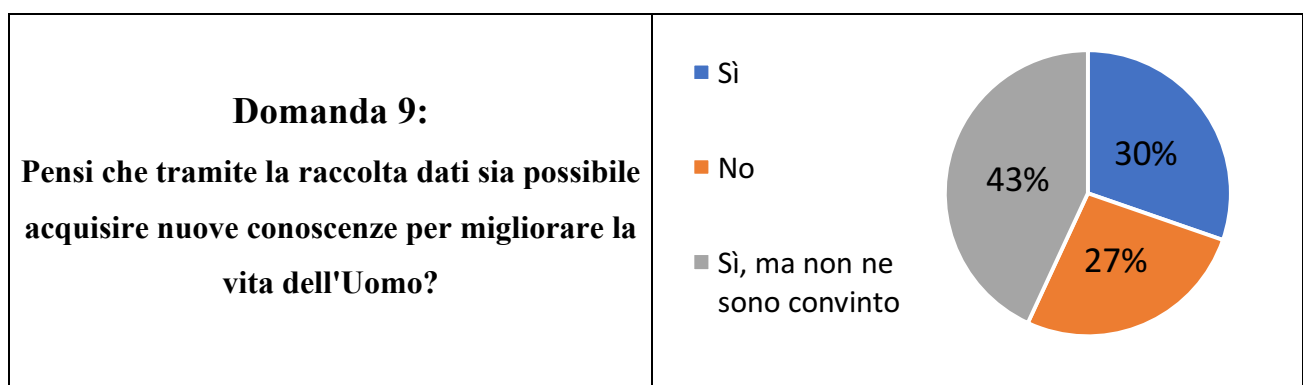 Domanda 9:
Pensi che tramite la raccolta dati sia possibile
acquisire nuove conoscenze per migliorare la
vita dell'Uomo?
Sì
No
Sì, ma non ne
sono convinto
30%
27%
43%